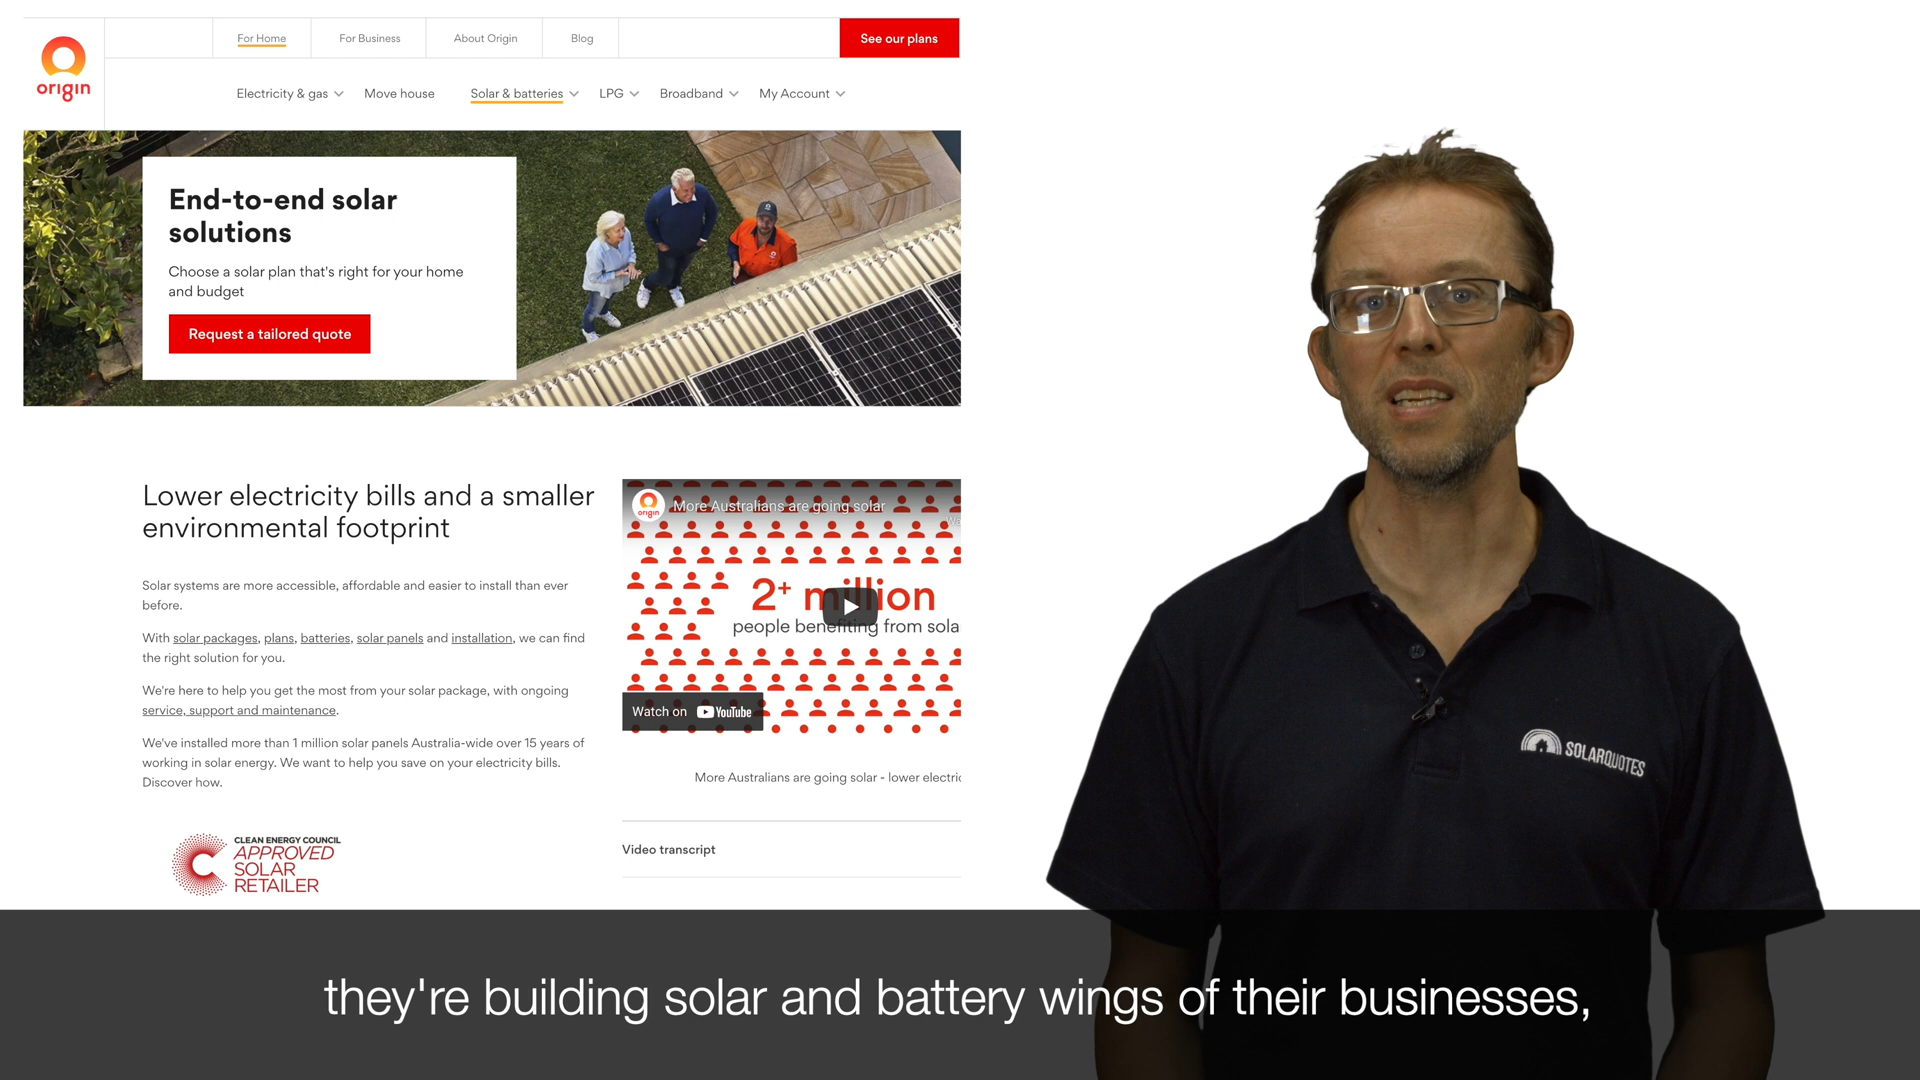 For Home
For Business
About Origin
Blog
See our plans
origin
Electricity & gas
Move house
Solar & batteries
LPG
Broadband
My Account
End-to-end solar
solutions
Choose a solar plan that's right for your home
and budget
Request a tailored quote
Lower electricity bills and a smaller
environmental footprint
Solar systems are more accessible, affordable and easier to install than ever
before.
With solar packages, plans, batteries, solar panels and installation, we can find
the right solution for you.
We're here to help you get the most from your solar package, with ongoing
service, support and maintenance.
We've installed more than 1 million solar panels Australia-wide over 15 years of
working in solar energy. We want to help you save on your electricity bills.
Discover how.
CLEAN ENERGY COUNCIL
APPROVED
SOLAR
RETAILER
origin
More Australians are going solar
Wa
2+ million
people benefiting from sola
Watch on YouTube
More Australians are going solar - lower electric
Video transcript
SOLARQUOTES
they're building solar and battery wings of their businesses,